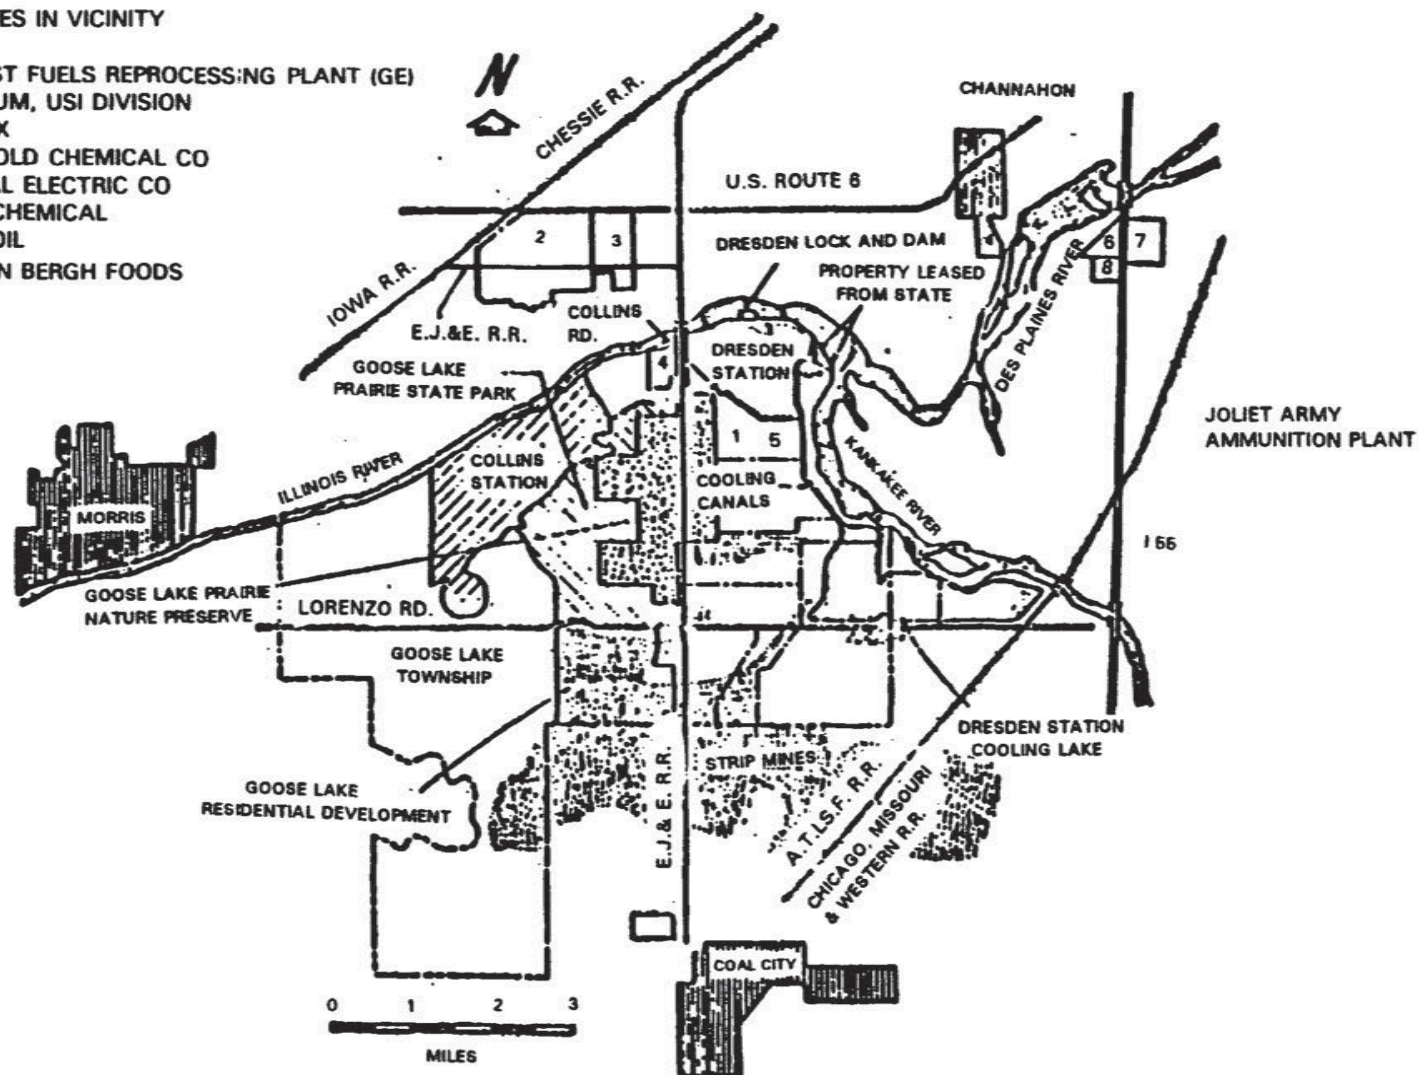 ES IN VICINITY
ST FUELS REPROCESSING PLANT (GE)
UM, USI DIVISION
X
OLD CHEMICAL CO
AL ELECTRIC CO
CHEMICAL
OIL
N BERGH FOODS
N
CHESSIE R.R.
CHANNAHON
U.S. ROUTE 6
2
3
4
6
7
8
DRESDEN LOCK AND DAM
PROPERTY LEASED
FROM STATE
IOWA R.R.
E.J.&E. R.R.
COLLINS
RD.
3
GOOSE LAKE
PRAIRIE STATE PARK
4
DRESDEN
STATION
DES PLAINES RIVER
JOLIET ARMY
AMMUNITION PLANT
1
5
COLLINS
STATION
COOLING
CANALS
KANKAKEE RIVER
ILLINOIS RIVER
MORRIS
I 55
GOOSE LAKE PRAIRIE
NATURE PRESERVE
LORENZO RD.
GOOSE LAKE
TOWNSHIP
DRESDEN STATION
COOLING LAKE
STRIP MINES
GOOSE LAKE
RESIDENTIAL DEVELOPMENT
E.J.& E. R.R
A.T.LS.F. R.R.
CHICAGO, MISSOURI
& WESTERN R.R.
COAL CITY
0 1 2 3
MILES